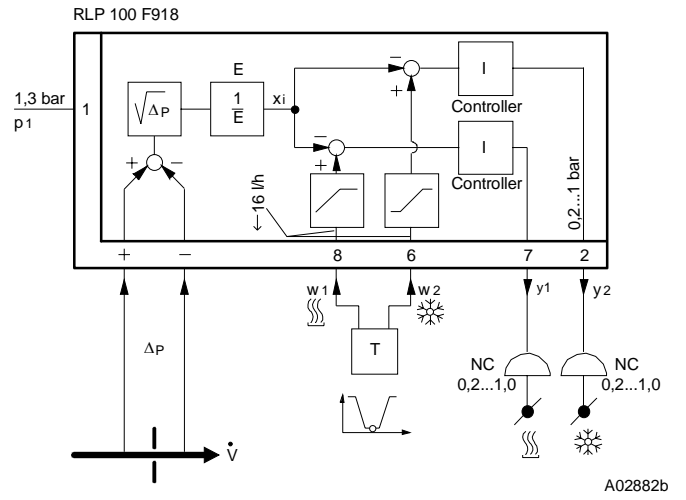 RLP 100 F918
1,3 bar
p1
1
√ΔP
E
1
E
xi
−
+
I
Controller
−
+
I
Controller
+
−
←16 l/h
0,2...1 bar
+
−
8
6
7
2
w1
w2
y1
y2
ΔP
T
NC
0,2...1,0
NC
0,2...1,0
V̇
A02882b